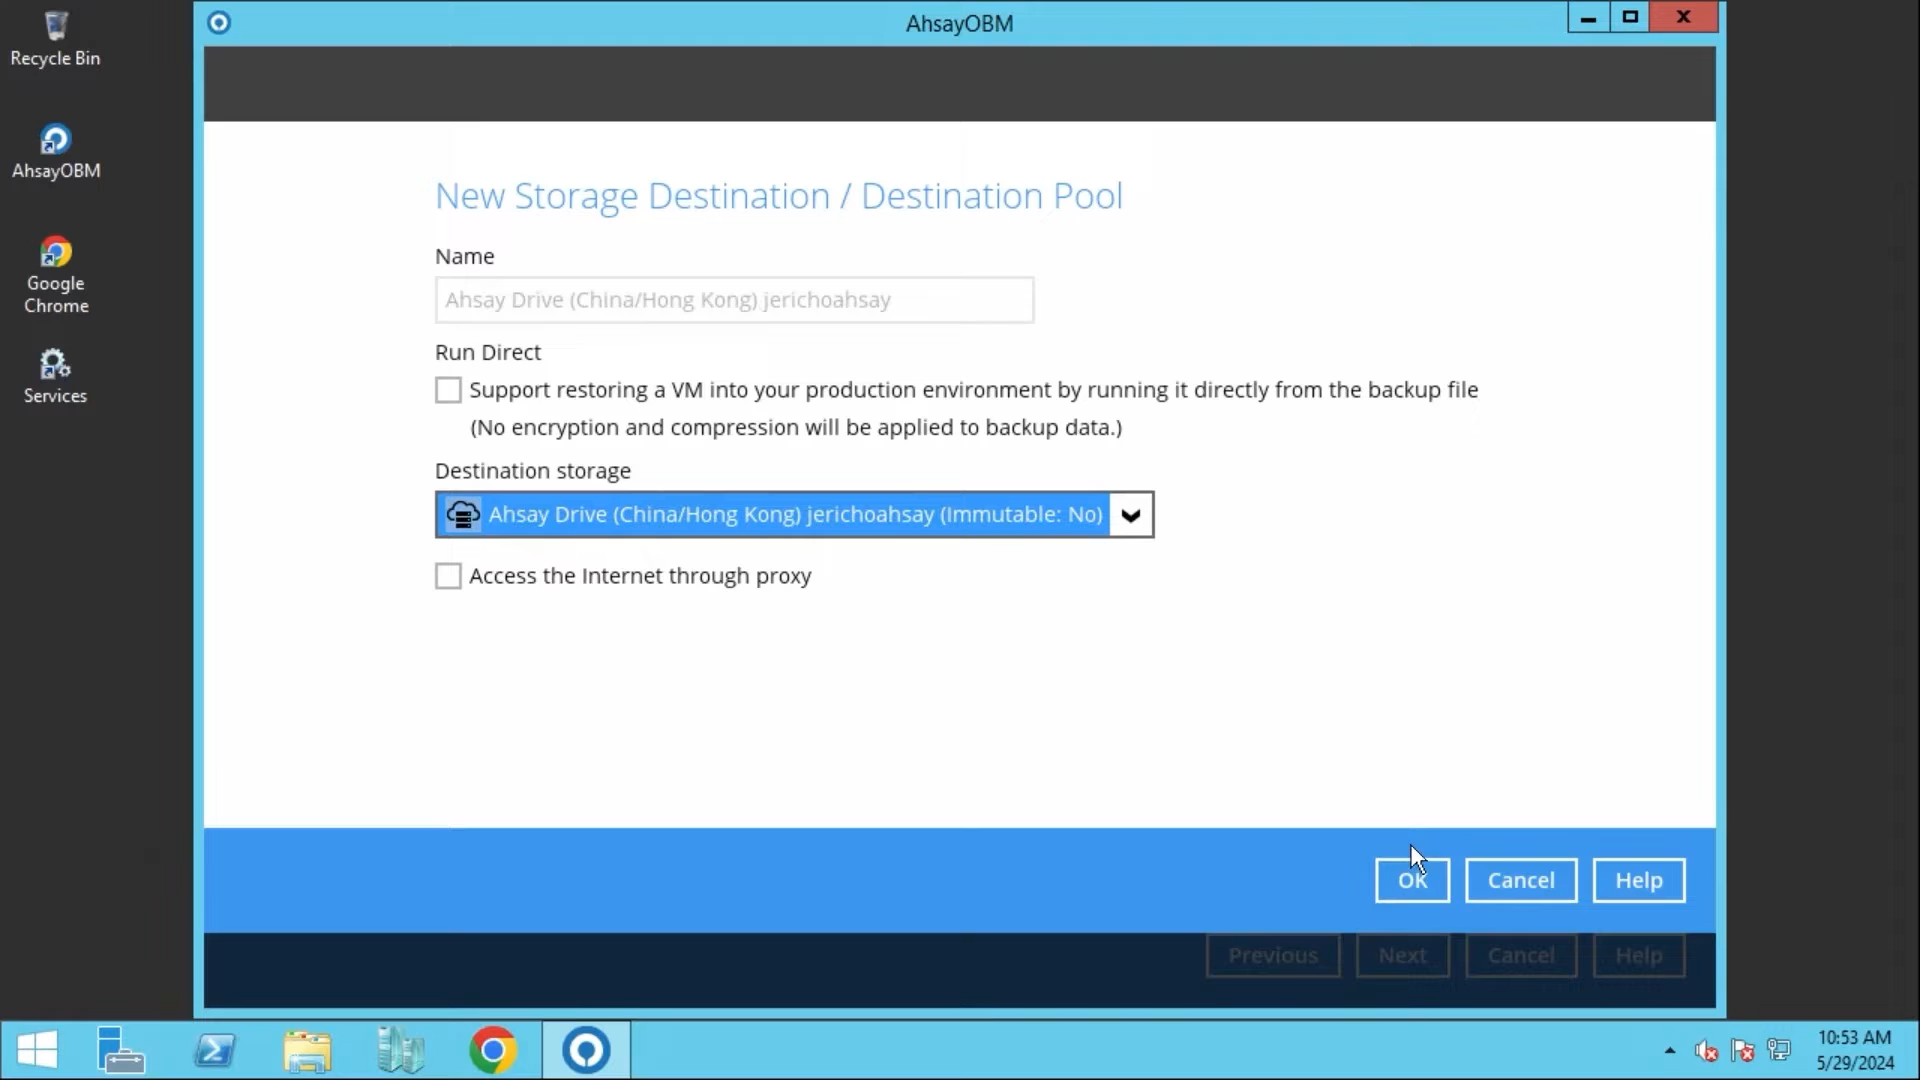 Recycle Bin
AhsayOBM
Google
Chrome
Services
AhsayOBM
New Storage Destination / Destination Pool
Name
Ahsay Drive (China/Hong Kong) jerichoahsay
Run Direct
Support restoring a VM into your production environment by running it directly from the backup file
(No encryption and compression will be applied to backup data.)
Destination storage
Ahsay Drive (China/Hong Kong) jerichoahsay (Immutable: No)
Access the Internet through proxy
OK Cancel Help
Previous Next Cancel Help
10:53 AM
5/29/2024